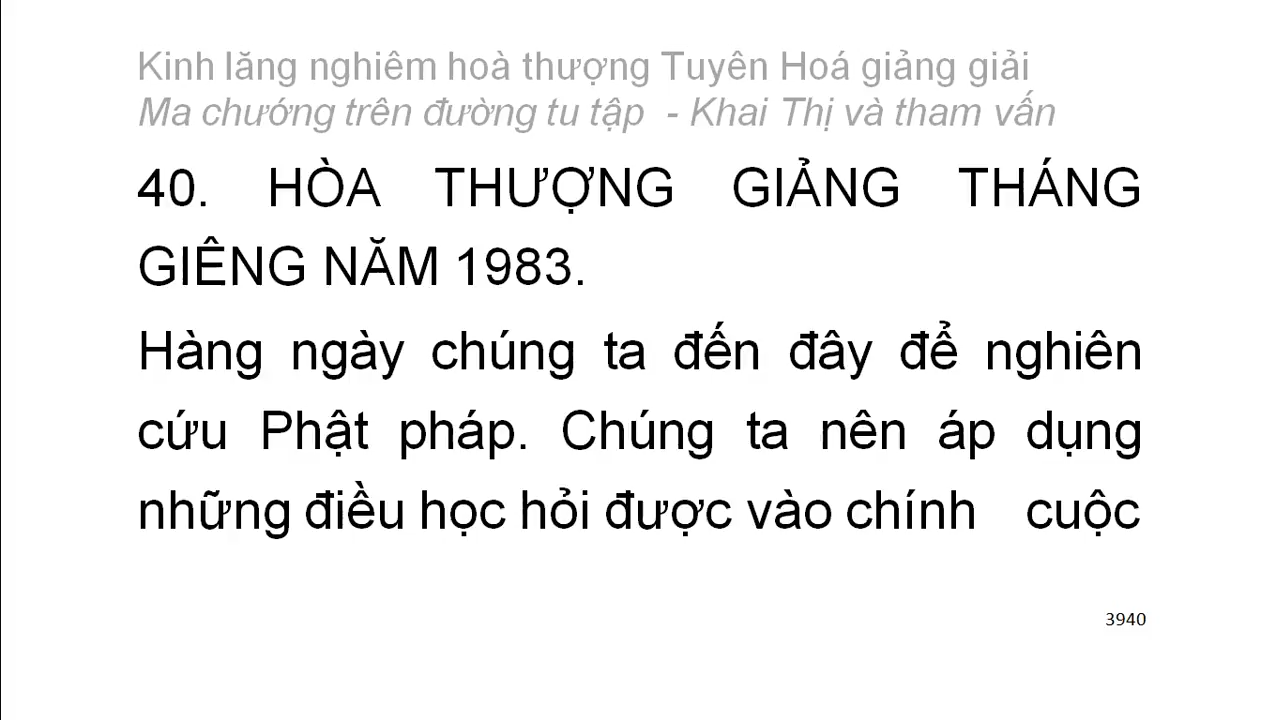 Kinh lăng nghiêm hoà thượng Tuyên Hoá giảng giải
Ma chướng trên đường tu tập - Khai Thị và tham vấn
40. HÒA THƯỢNG GIẢNG THÁNG
GIÊNG NĂM 1983.
Hàng ngày chúng ta đến đây để nghiên
cứu Phật pháp. Chúng ta nên áp dụng
những điều học hỏi được vào chính cuộc
3940